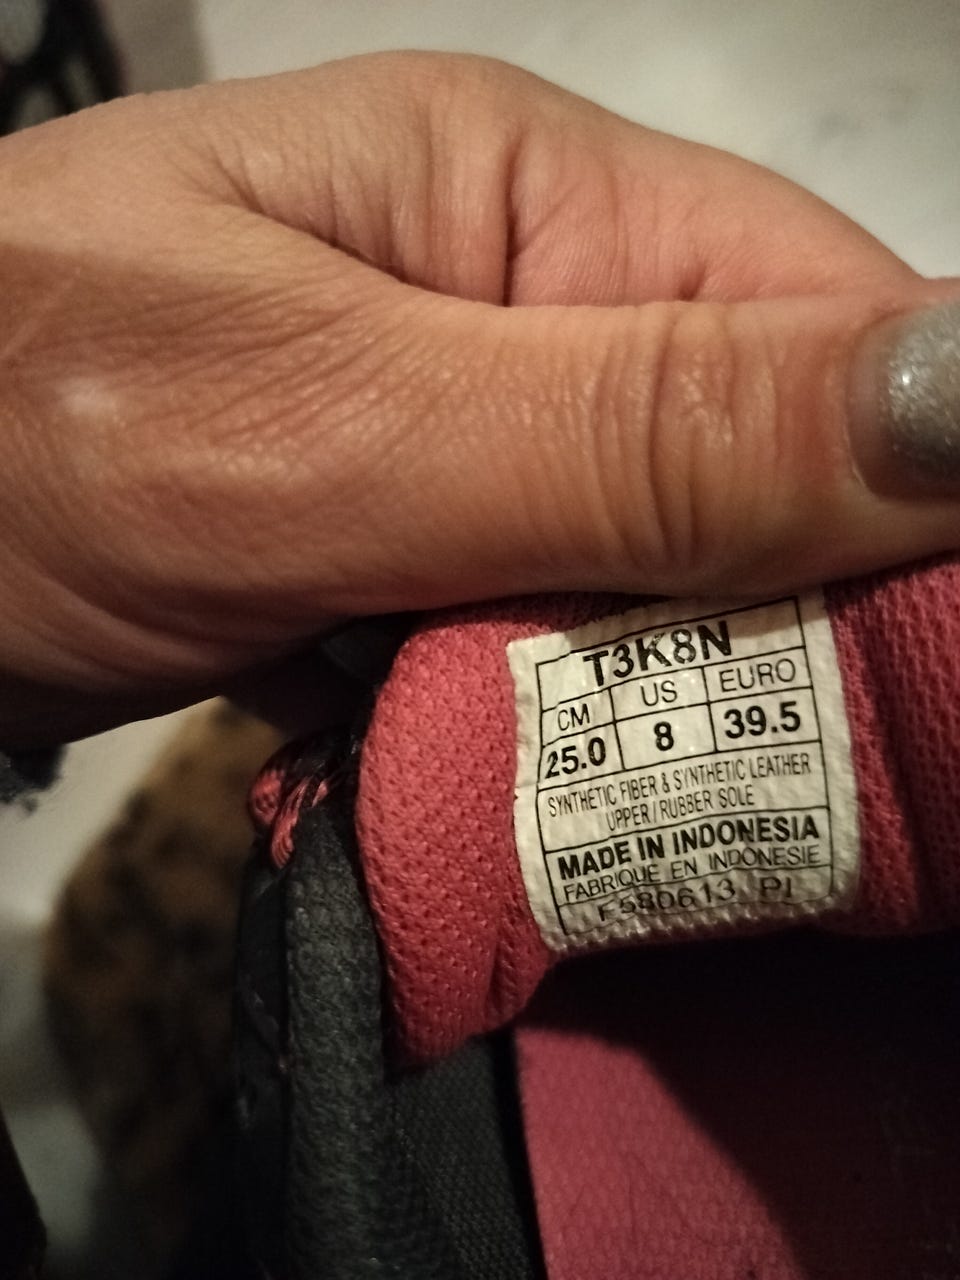 T3K8N
CM US EURO
25.0 8 39.5
SYNTHETIC FIBER & SYNTHETIC LEATHER
UPPER / RUBBER SOLE
MADE IN INDONESIA
FABRIQUE EN INDONESIE
F580613 PI